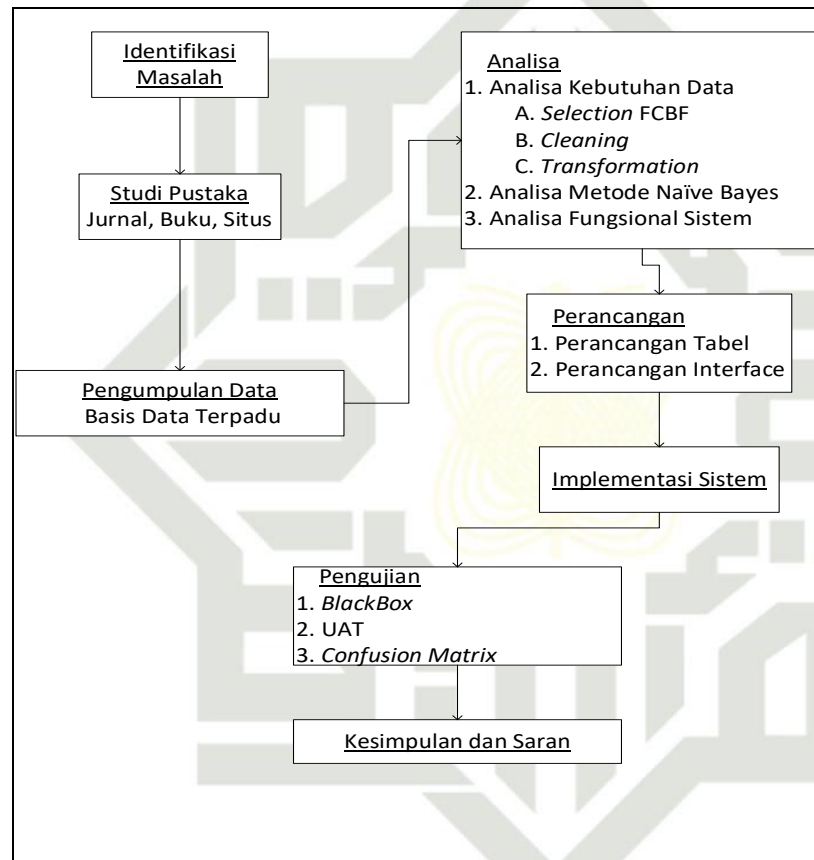 Identifikasi
Masalah
Studi Pustaka
Jurnal, Buku, Situs
Pengumpulan Data
Basis Data Terpadu
Analisa
1. Analisa Kebutuhan Data
A. Selection FCBF
B. Cleaning
C. Transformation
2. Analisa Metode Naïve Bayes
3. Analisa Fungsional Sistem
Perancangan
1. Perancangan Tabel
2. Perancangan Interface
Implementasi Sistem
Pengujian
1. BlackBox
2. UAT
3. Confusion Matrix
Kesimpulan dan Saran